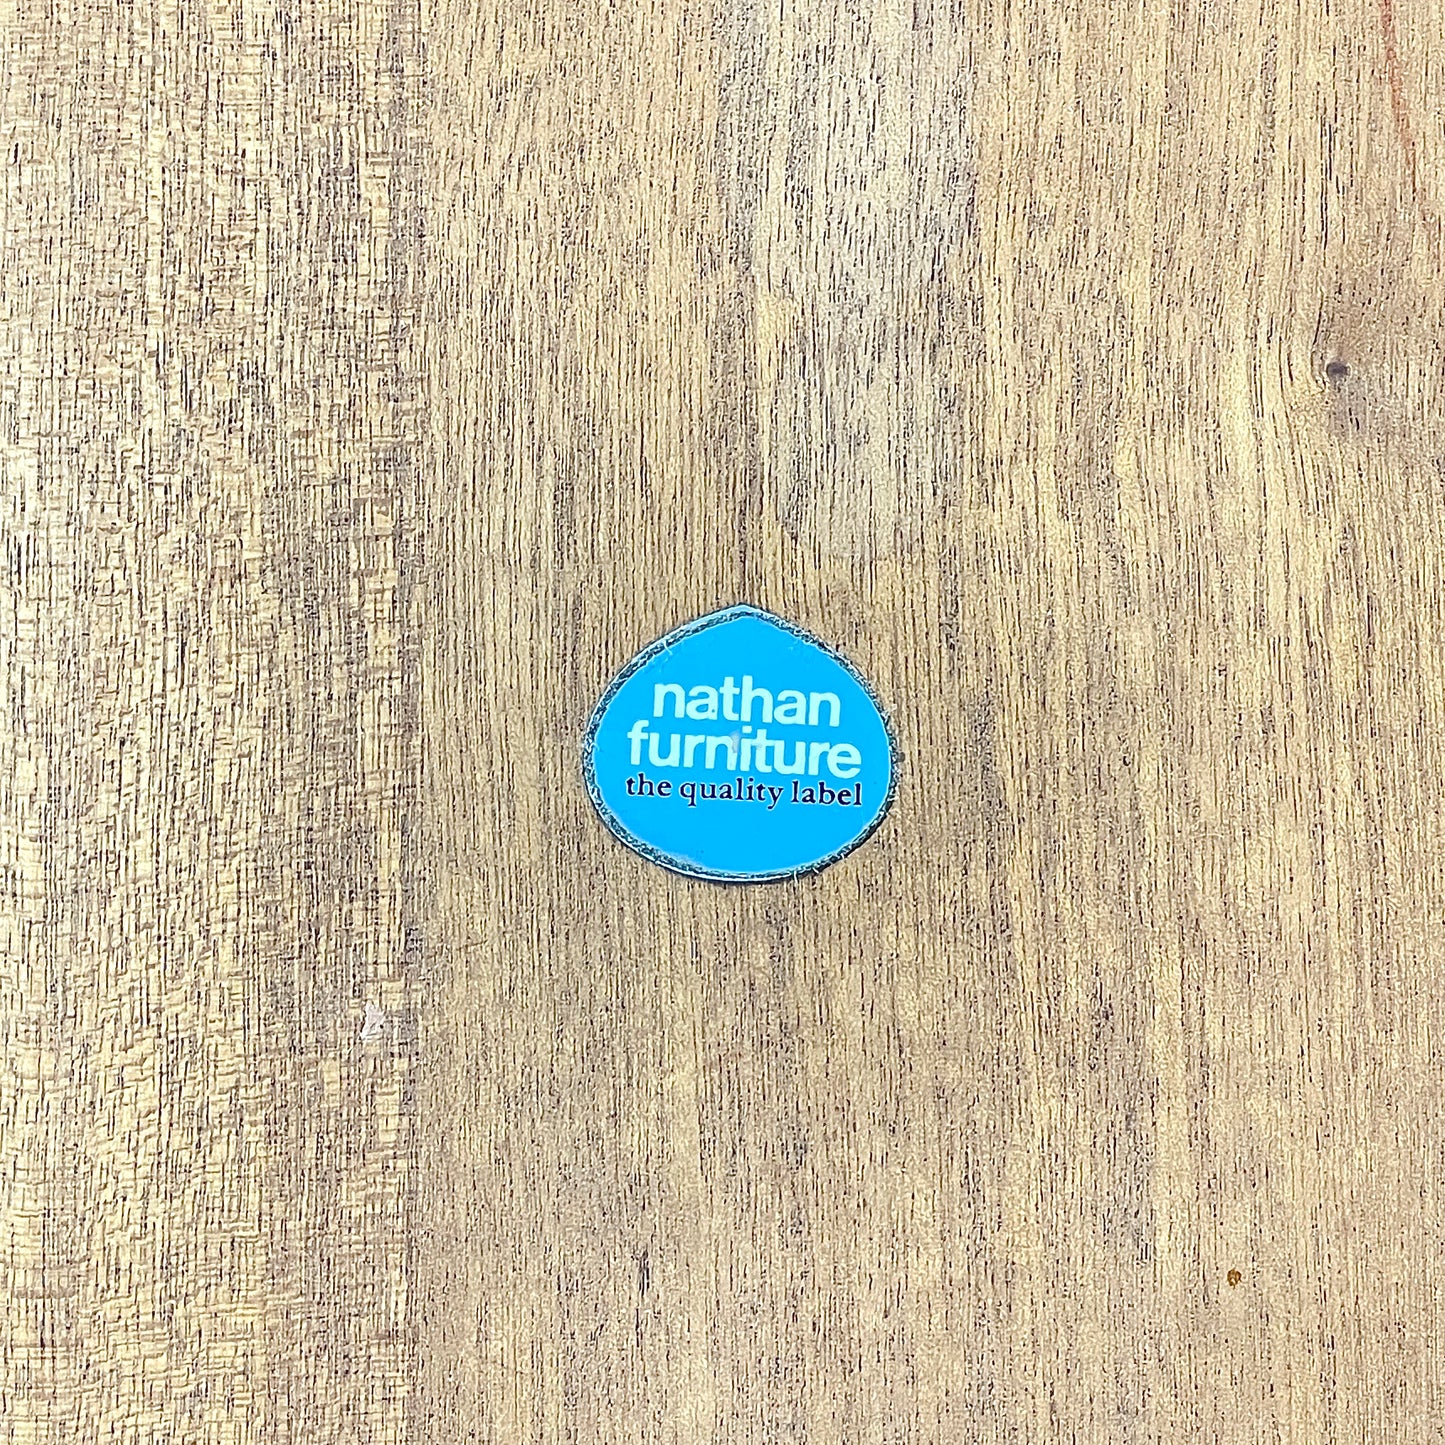 nathan
furniture
the quality label